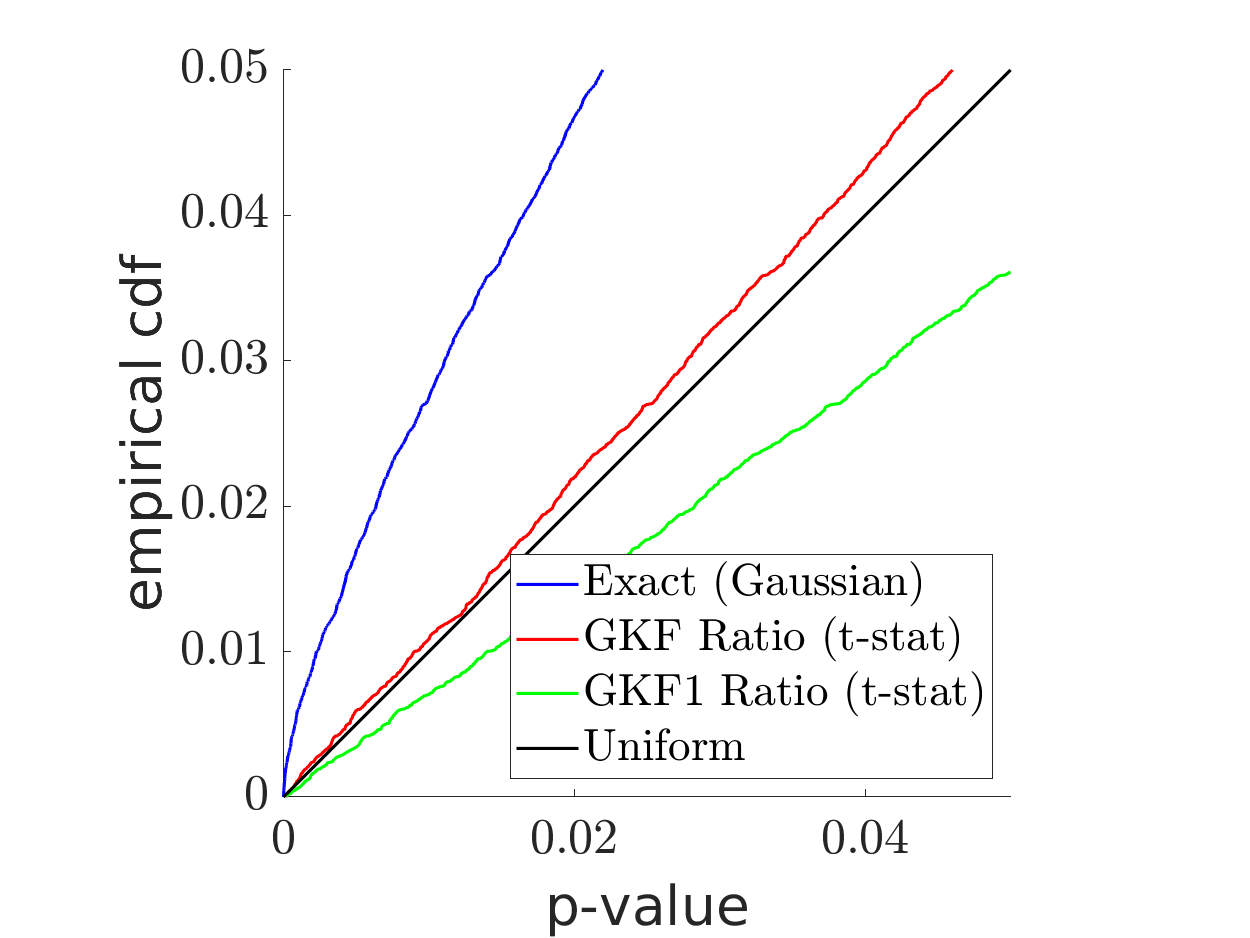 0.05
0.04
0.03
0.02
0.01
0
empirical cdf
Exact (Gaussian)
GKF Ratio (t-stat)
GKF1 Ratio (t-stat)
Uniform
0
0.02
0.04
p-value